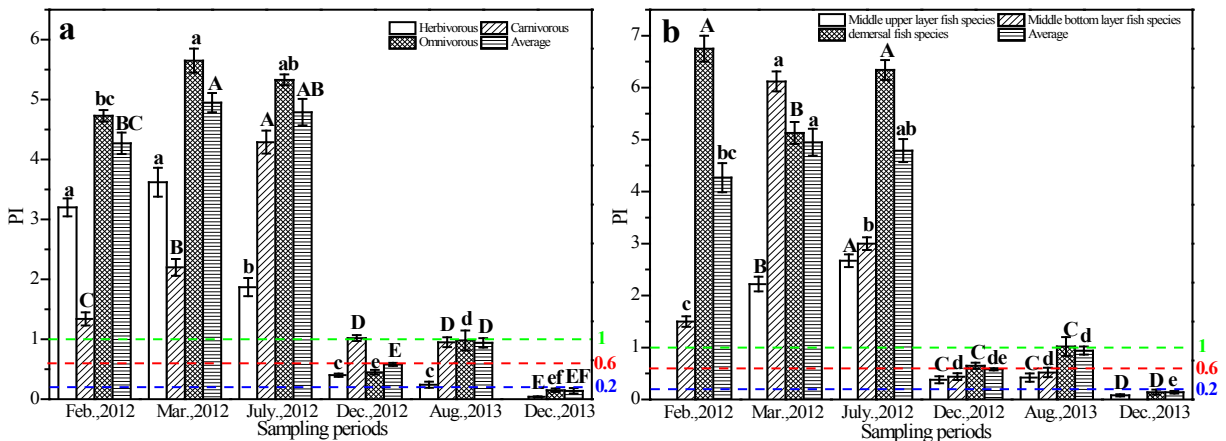 a
Herbivorous Carnivorous
Omnivorous Average
PI
6
5
4
3
2
1
0
a C bc BC
a B a A
b A ab AB
c D e E
c D d D
E ef EF
1
0.6
0.2
Feb.,2012 Mar.,2012 July.,2012 Dec.,2012 Aug.,2013 Dec.,2013
Sampling periods
b
Middle upper layer fish species Middle bottom layer fish species
demersal fish species Average
PI
7
6
5
4
3
2
1
0
c A bc
B a B a
A b A ab
C d C de
C d C d
D D e
1
0.6
0.2
Feb.,2012 Mar.,2012 July.,2012 Dec.,2012 Aug.,2013 Dec.,2013
Sampling periods